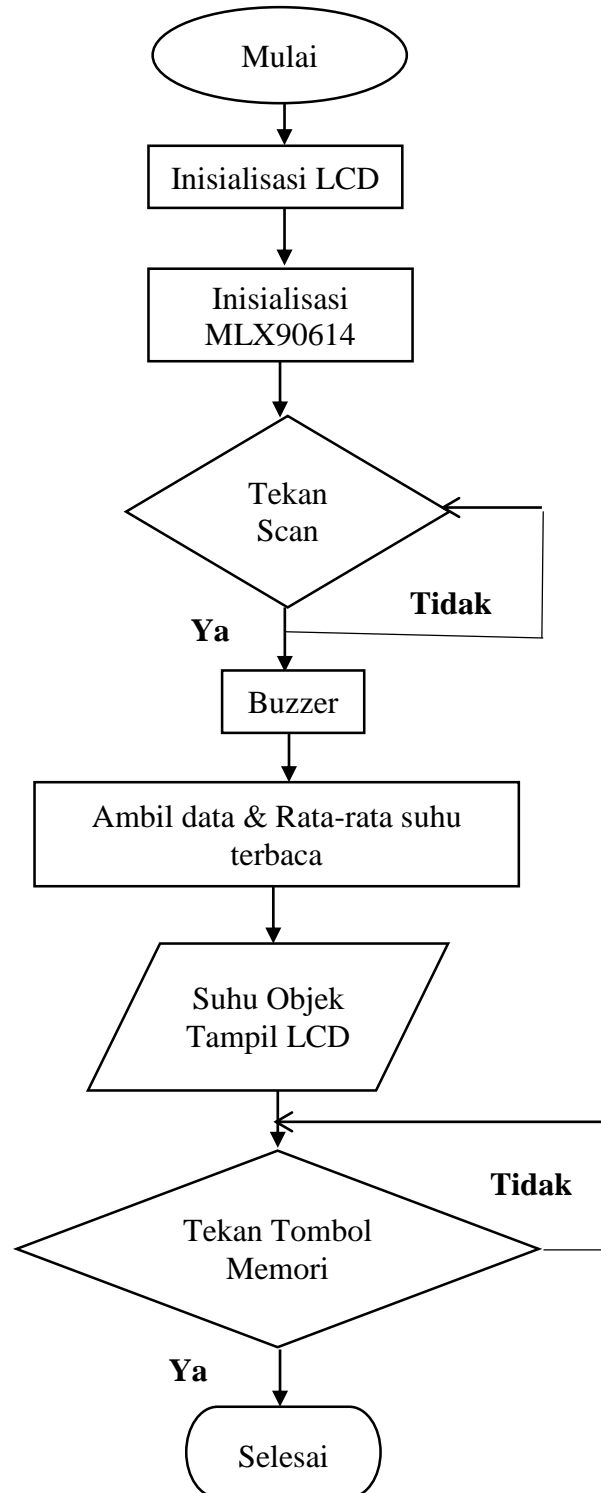 Mulai
Inisialisasi LCD
Inisialisasi
MLX90614
Tekan
Scan
Tidak
Ya
Buzzer
Ambil data & Rata-rata suhu
terbaca
Suhu Objek
Tampil LCD
Tidak
Tekan Tombol
Memori
Ya
Selesai